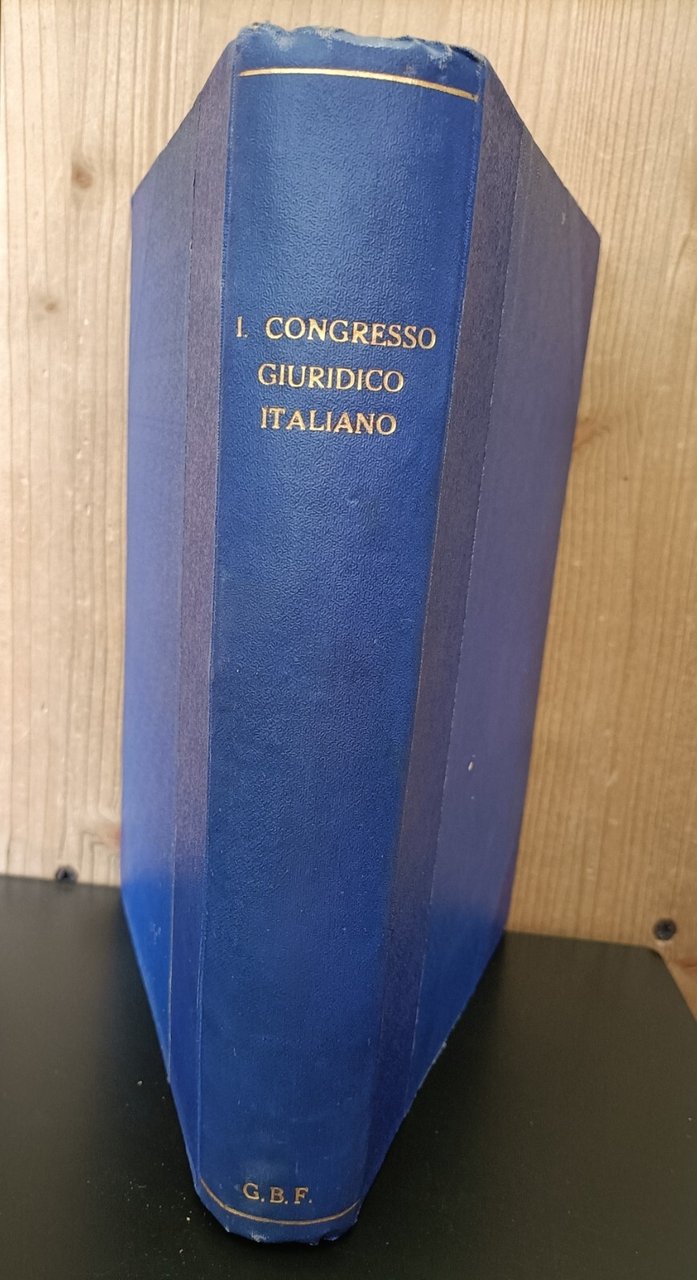 I. CONGRESSO
GIURIDICO
ITALIANO
G.B.F.